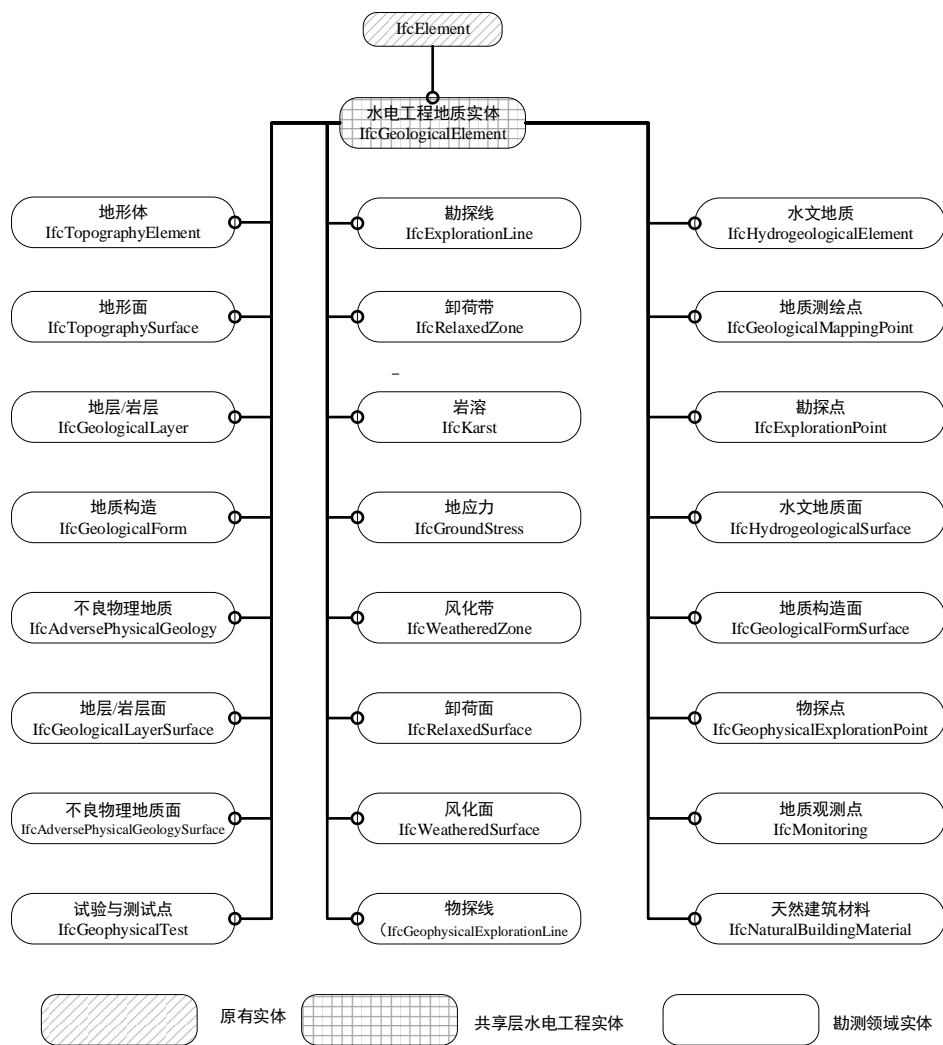 IfcElement
水电工程地质实体
IfcGeologicalElement
地形体
IfcTopographyElement
勘探线
IfcExplorationLine
水文地质
IfcHydrogeologicalElement
地形面
IfcTopographySurface
卸荷带
IfcRelaxedZone
地质测绘点
IfcGeologicalMappingPoint
地层/岩层
IfcGeologicalLayer
岩溶
IfcKarst
勘探点
IfcExplorationPoint
地质构造
IfcGeologicalForm
地应力
IfcGroundStress
水文地质面
IfcHydrogeologicalSurface
不良物理地质
IfcAdversePhysicalGeology
风化带
IfcWeatheredZone
地质构造面
IfcGeologicalFormSurface
地层/岩层面
IfcGeologicalLayerSurface
卸荷面
IfcRelaxedSurface
物探点
IfcGeophysicalExplorationPoint
不良物理地质面
IfcAdversePhysicalGeologySurface
风化面
IfcWeatheredSurface
地质观测点
IfcMonitoring
试验与测试点
IfcGeophysicalTest
物探线
（IfcGeophysicalExplorationLine
天然建筑材料
IfcNaturalBuildingMaterial
原有实体
共享层水电工程实体
勘测领域实体